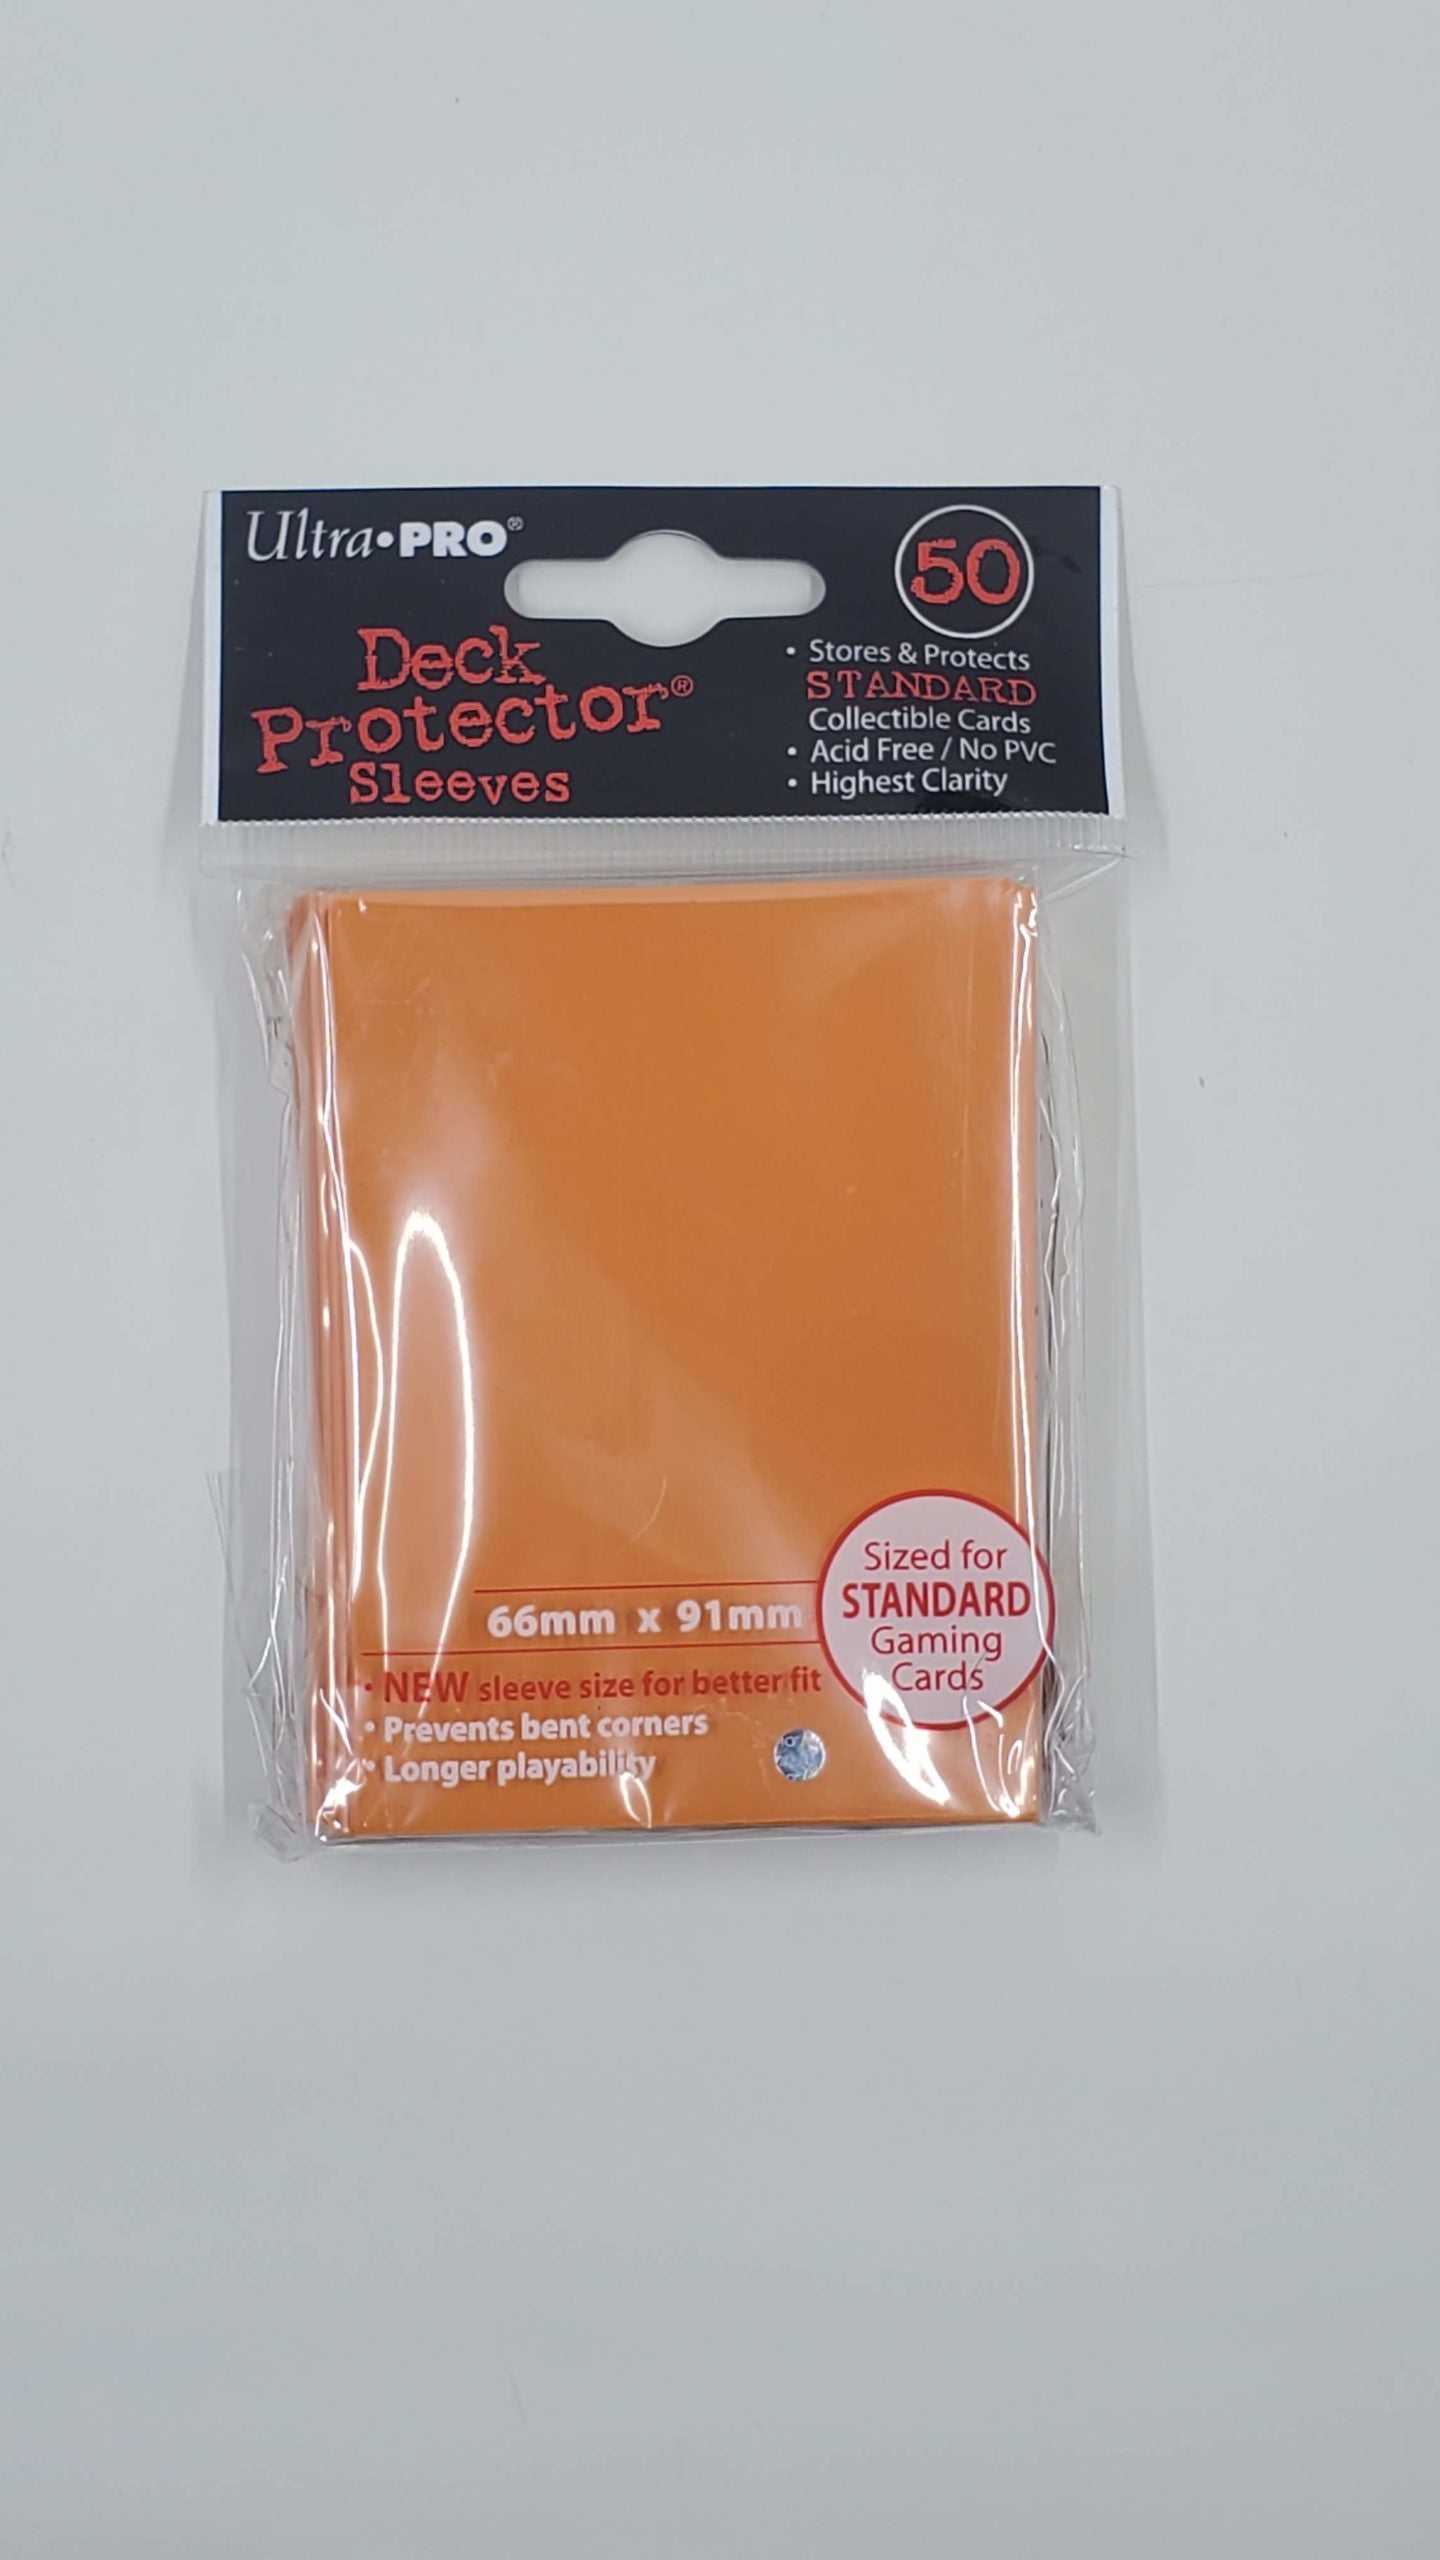 Ultra•PRO®
50
Deck
Protector®
Sleeves
• Stores & Protects
STANDARD
Collectible Cards
• Acid Free / No PVC
• Highest Clarity
Sized for
STANDARD
Gaming
Cards
66mm x 91mm
• NEW sleeve size for better fit
• Prevents bent corners
• Longer playability